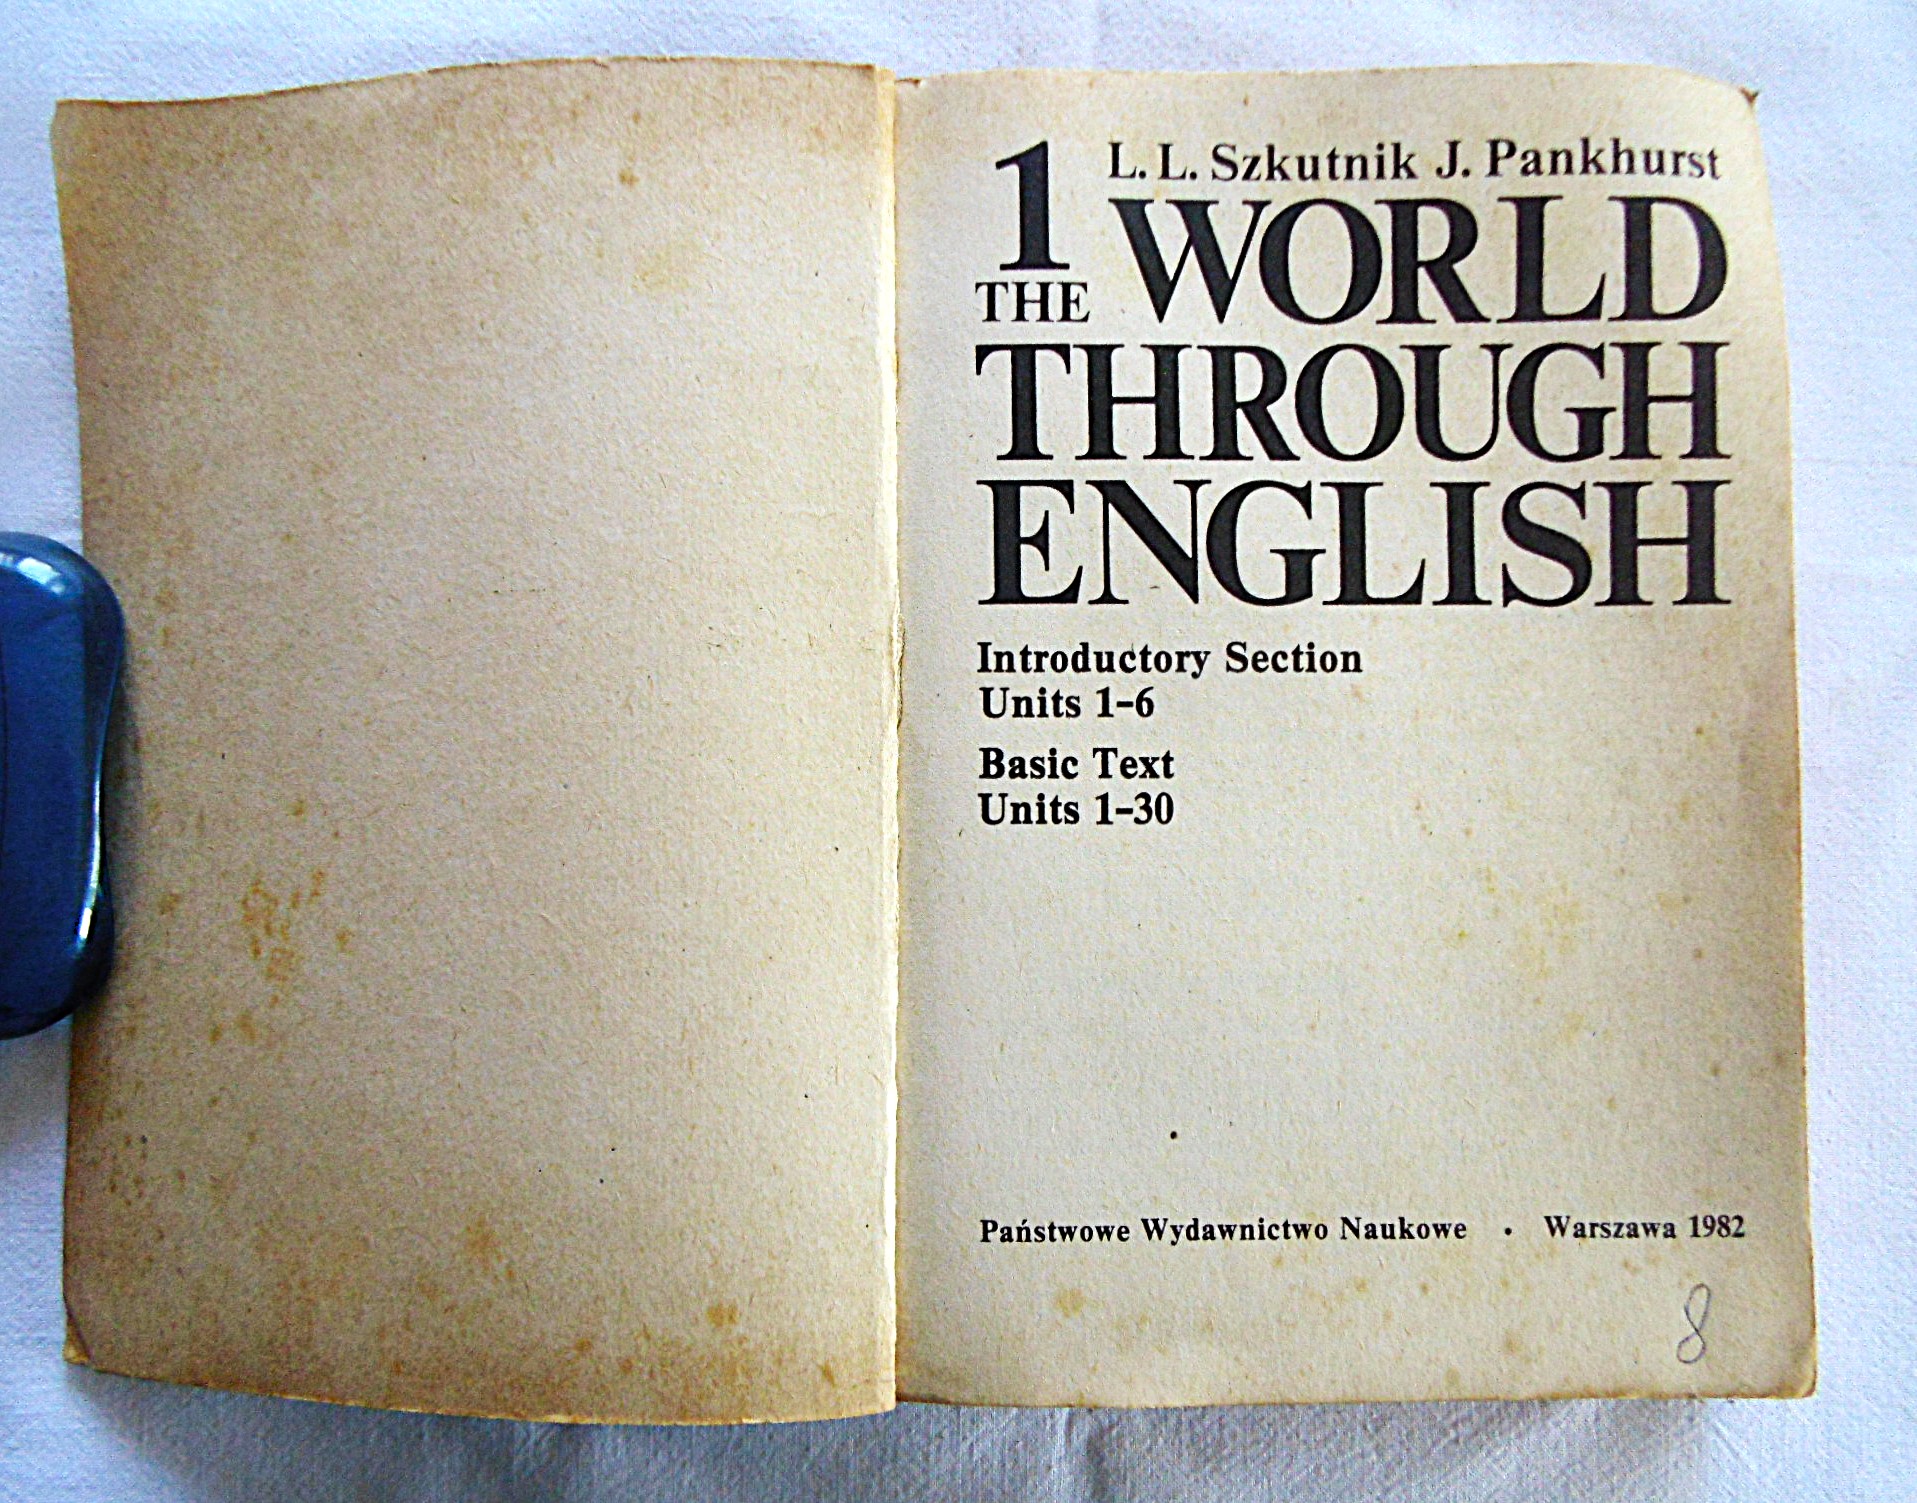 1 L. L. Szkutnik J. Pankhurst
THE WORLD
THROUGH
ENGLISH
Introductory Section
Units 1–6
Basic Text
Units 1–30
Państwowe Wydawnictwo Naukowe • Warszawa 1982
8